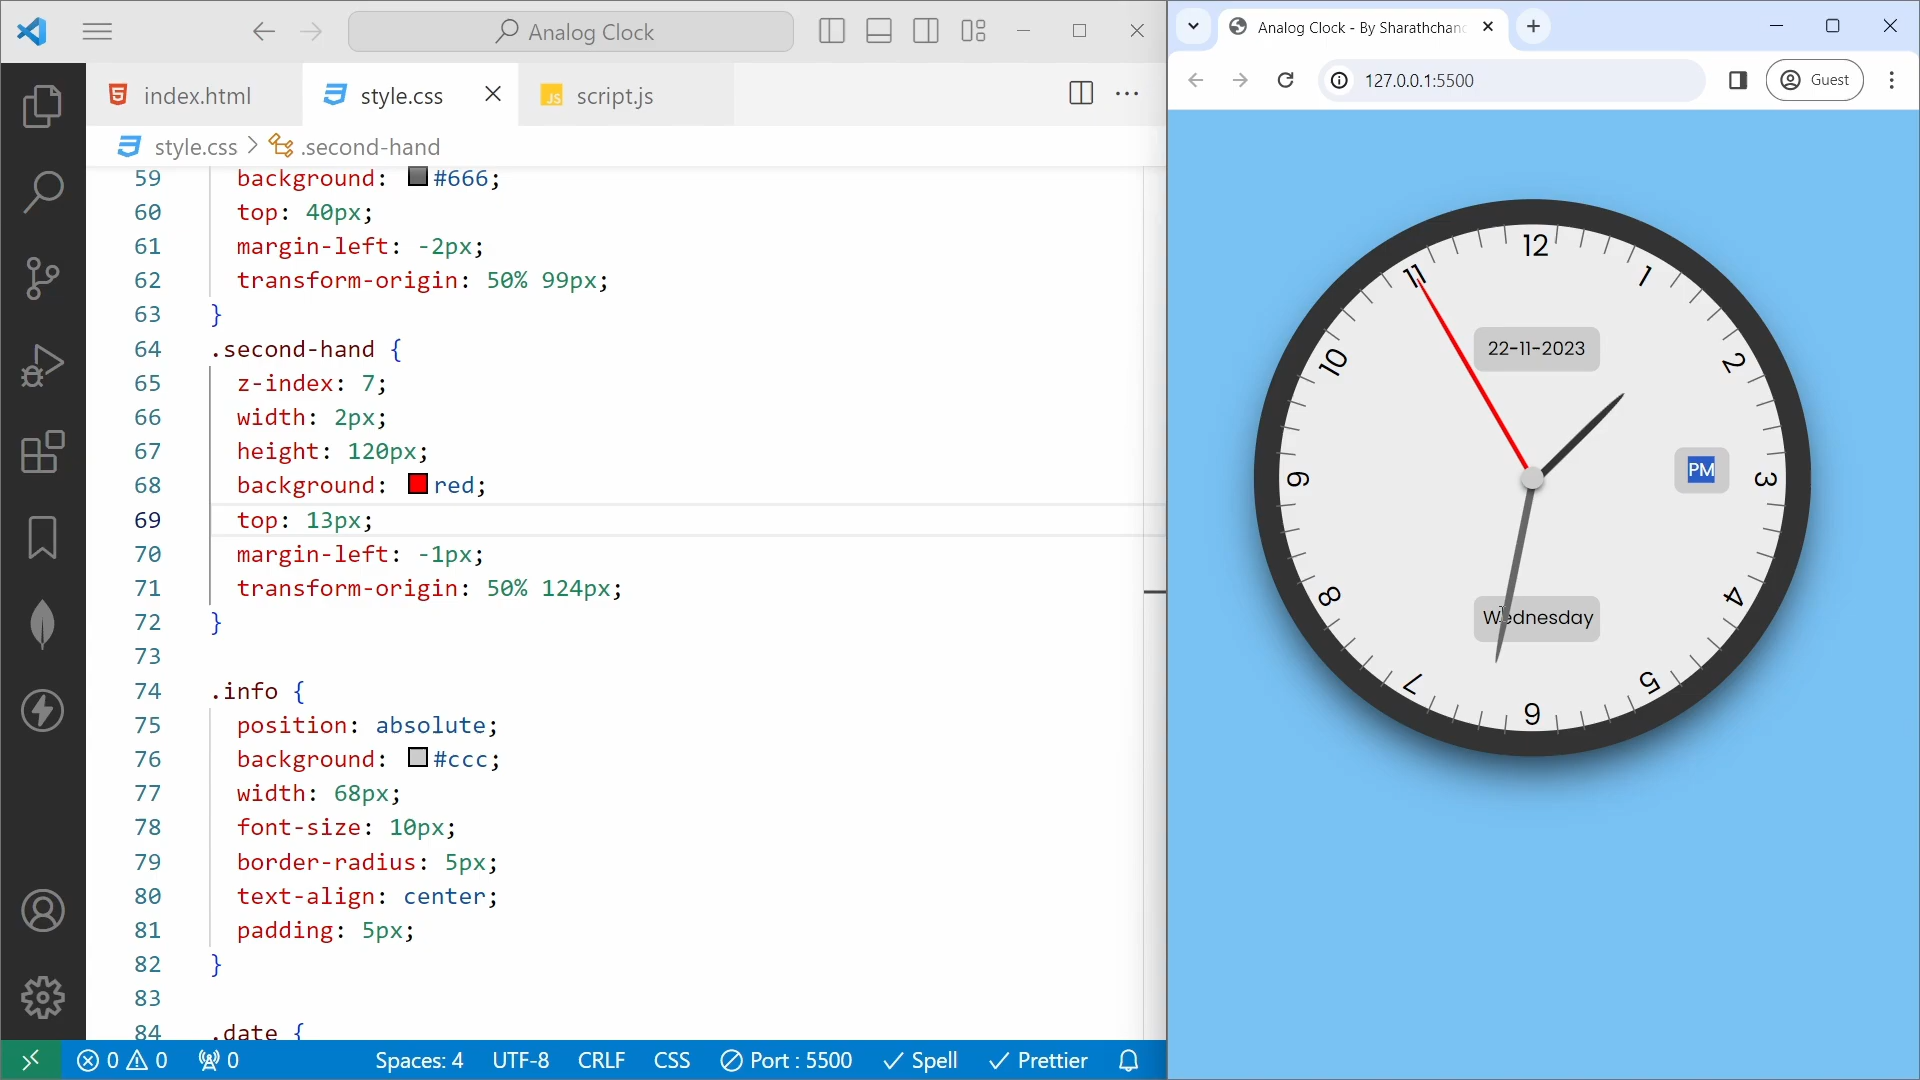 Analog Clock
index.html
style.css
JS script.js
style.css > .second-hand
59 background: #666;
60 top: 40px;
61 margin-left: -2px;
62 transform-origin: 50% 99px;
63 }
64 .second-hand {
65 z-index: 7;
66 width: 2px;
67 height: 120px;
68 background: red;
69 top: 13px;
70 margin-left: -1px;
71 transform-origin: 50% 124px;
72 }
73
74 .info {
75 position: absolute;
76 background: #ccc;
77 width: 68px;
78 font-size: 10px;
79 border-radius: 5px;
80 text-align: center;
81 padding: 5px;
82 }
83
84 .date {
0 0 0 Spaces: 4 UTF-8 CRLF CSS Port : 5500 Spell Prettier
Analog Clock - By Sharathchan
127.0.0.1:5500
Guest
12
1
2
3
4
5
6
7
8
9
10
11
22-11-2023
PM
Wednesday